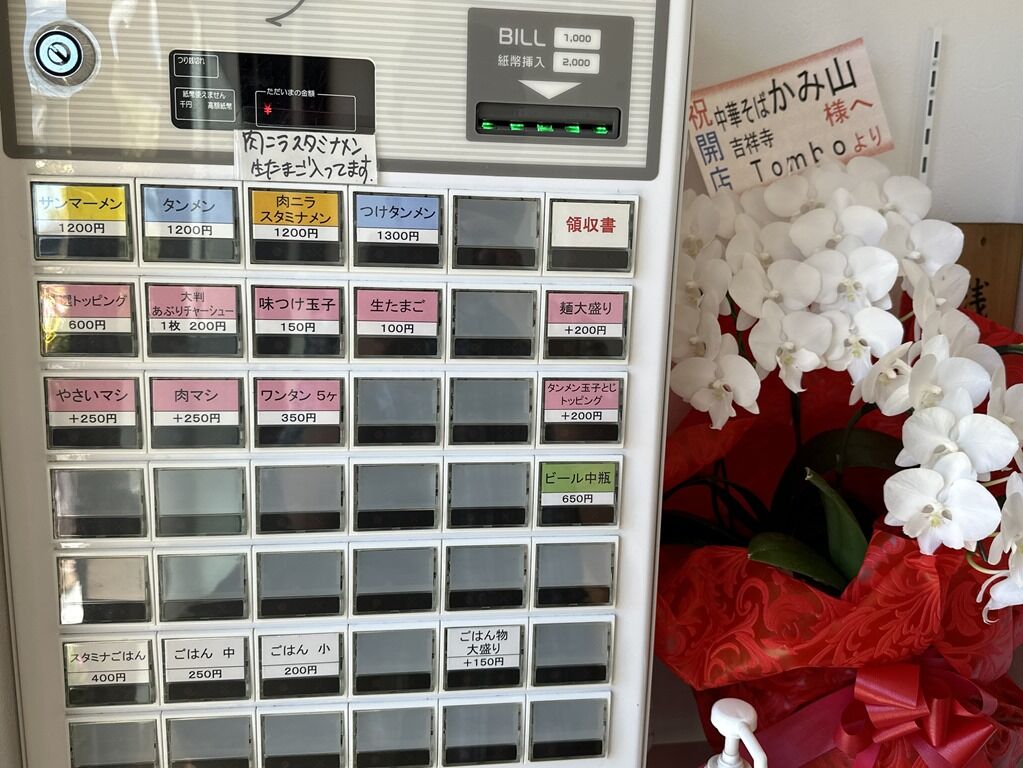 BILL
紙幣挿入
1,000
2,000
つり銭切れ
紙幣使えません
千円 高額紙幣
ただいまの金額
¥
肉ニラスタミナメン
生たまご入ってます。
サンマーメン
1200円
タンメン
1200円
肉ニラ
スタミナメン
1200円
つけタンメン
1300円
領収書
トッピング
600円
大判
あぶりチャーシュー
1枚 200円
味つけ玉子
150円
生たまご
100円
麺大盛り
+200円
やさいマシ
+250円
肉マシ
+250円
ワンタン 5ヶ
350円
タンメン玉子とじ
トッピング
+200円
ビール中瓶
650円
スタミナごはん
400円
ごはん 中
250円
ごはん 小
200円
ごはん物
大盛り
+150円
祝開店
中華そばかみ山
様へ
吉祥寺
Tomboより